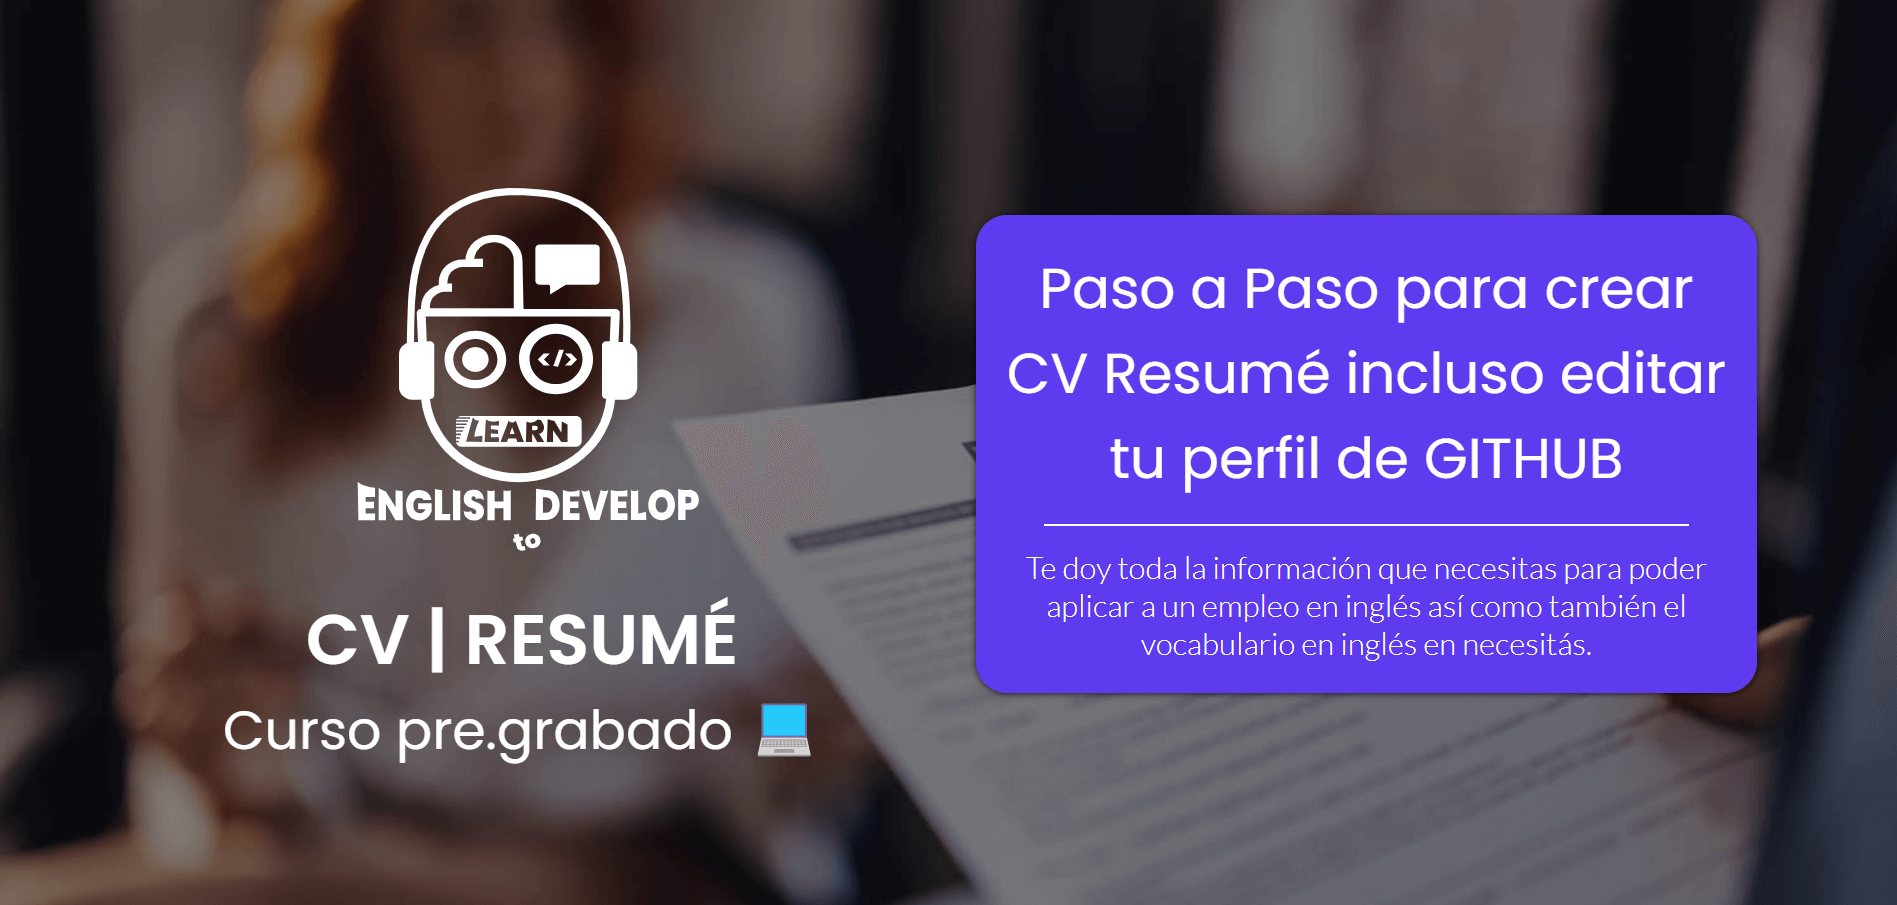 </>
LEARN
ENGLISH DEVELOP
to
CV | RESUMÉ
Curso pre.grabado
Paso a Paso para crear
CV Resumé incluso editar
tu perfil de GITHUB
Te doy toda la información que necesitas para poder
aplicar a un empleo en inglés así como también el
vocabulario en inglés en necesitás.